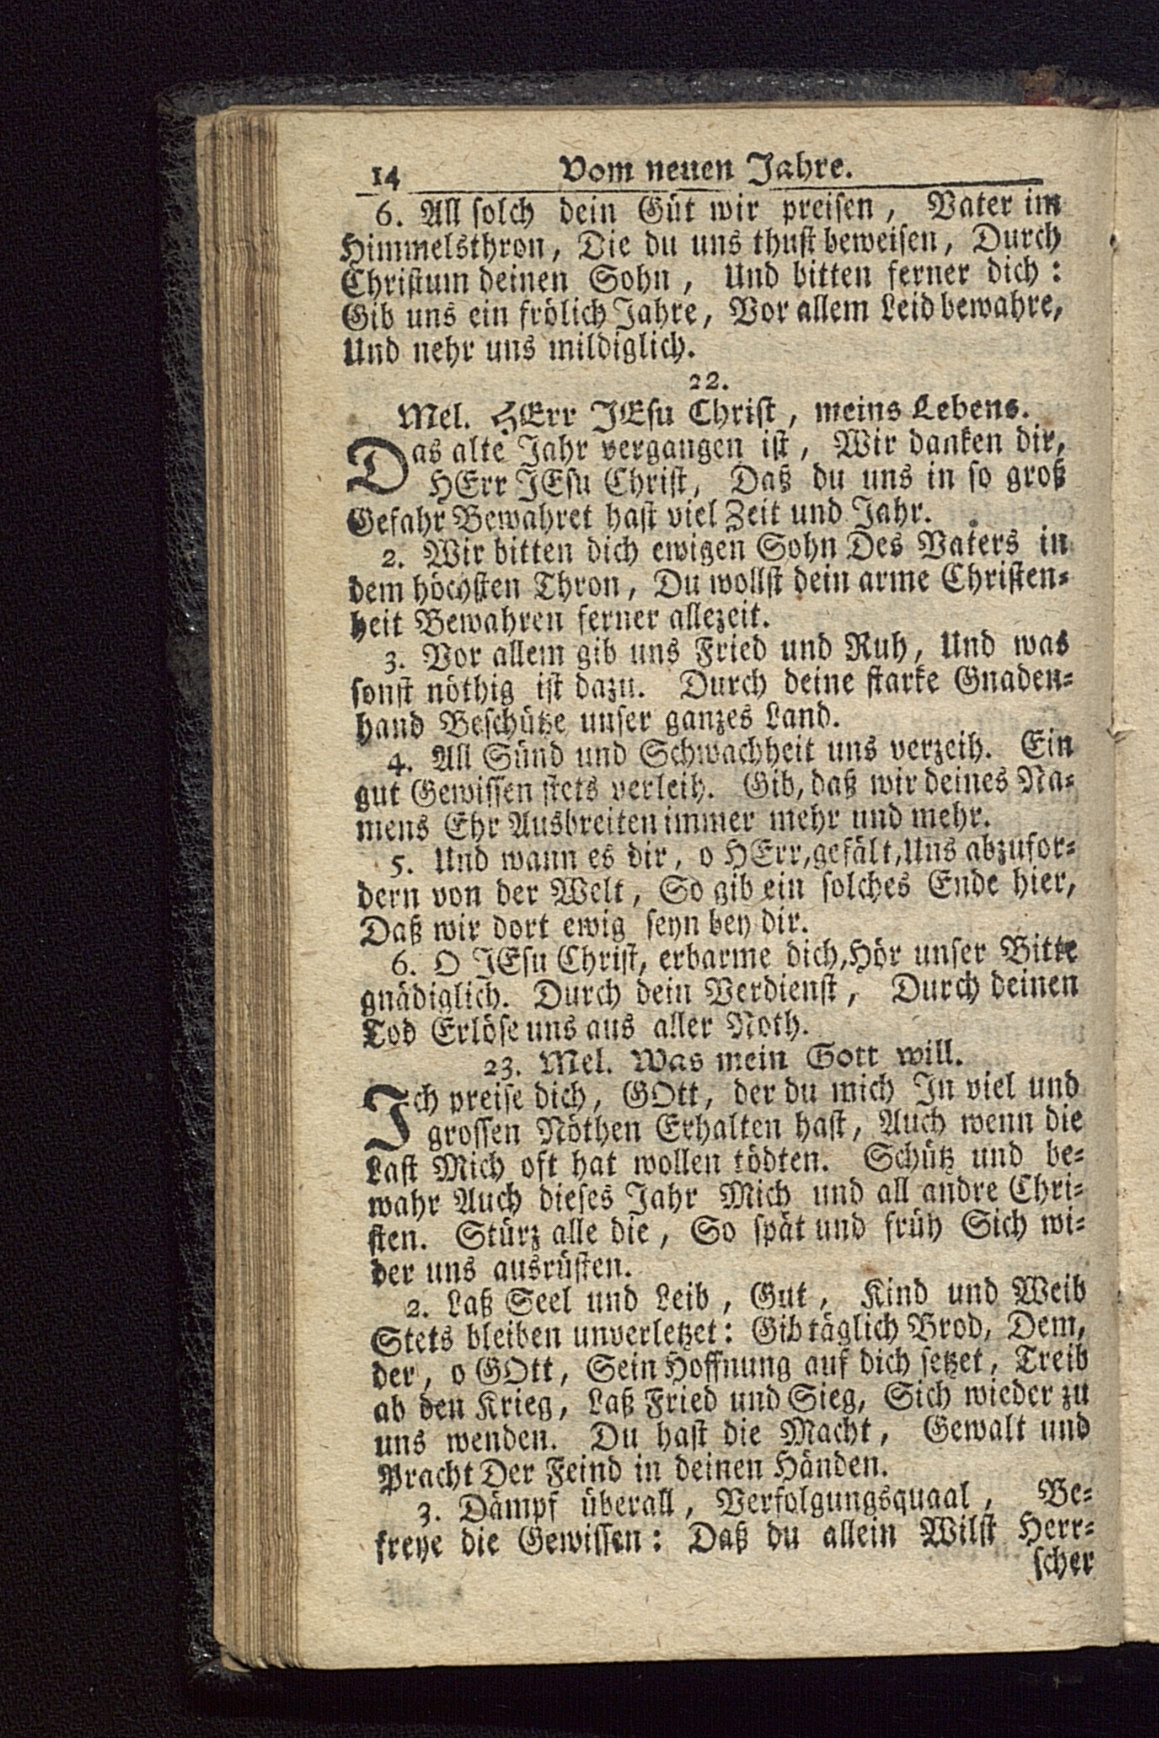 14 Vom neuen Jahre.
6. All solch dein Güt wir preisen, Vater im
Himmelsthron, Die du uns thust beweisen, Durch
Christum deinen Sohn, Und bitten ferner dich:
Gib uns ein frölich Jahre, Vor allem Leid bewahre,
Und nehr uns mildiglich.
22.
Mel. HErr JEsu Christ, meins Lebens.
Das alte Jahr vergangen ist, Wir danken dir,
HErr JEsu Christ, Daß du uns in so groß
Gefahr Bewahret hast viel Zeit und Jahr.
2. Wir bitten dich ewigen Sohn Des Vaters in
dem höchsten Thron, Du wollst dein arme Christen-
heit Bewahren ferner allezeit.
3. Vor allem gib uns Fried und Ruh, Und was
sonst nöthig ist dazu. Durch deine starke Gnaden-
hand Beschütze unser ganzes Land.
4. All Sünd und Schwachheit uns verzeih. Ein
gut Gewissen stets verleih. Gib, daß wir deines Na-
mens Ehr Ausbreiten immer mehr und mehr.
5. Und wann es dir, o HErr, gefält, Uns abzufor-
dern von der Welt, So gib ein solches Ende hier,
Daß wir dort ewig seyn bey dir.
6. O JEsu Christ, erbarme dich, Hör unser Bitte
gnädiglich. Durch dein Verdienst, Durch deinen
Tod Erlöse uns aus aller Noth.
23. Mel. Was mein Gott will.
Ich preise dich, GOtt, der du mich In viel und
grossen Nöthen Erhalten hast, Auch wenn die
Last Mich oft hat wollen tödten. Schütz und be-
wahr Auch dieses Jahr Mich und all andre Chri-
sten. Stürz alle die, So spät und früh Sich wi-
der uns ausrüsten.
2. Laß Seel und Leib, Gut, Kind und Weib
Stets bleiben unverletzet: Gib täglich Brod, Dem,
der, o GOtt, Sein Hoffnung auf dich setzet, Treib
ab den Krieg, Laß Fried und Sieg, Sich wieder zu
uns wenden. Du hast die Macht, Gewalt und
Pracht Der Feind in deinen Händen.
3. Dämpf überall, Verfolgungsquaal, Be-
freye die Gewissen: Daß du allein Wilst Herr-
scher